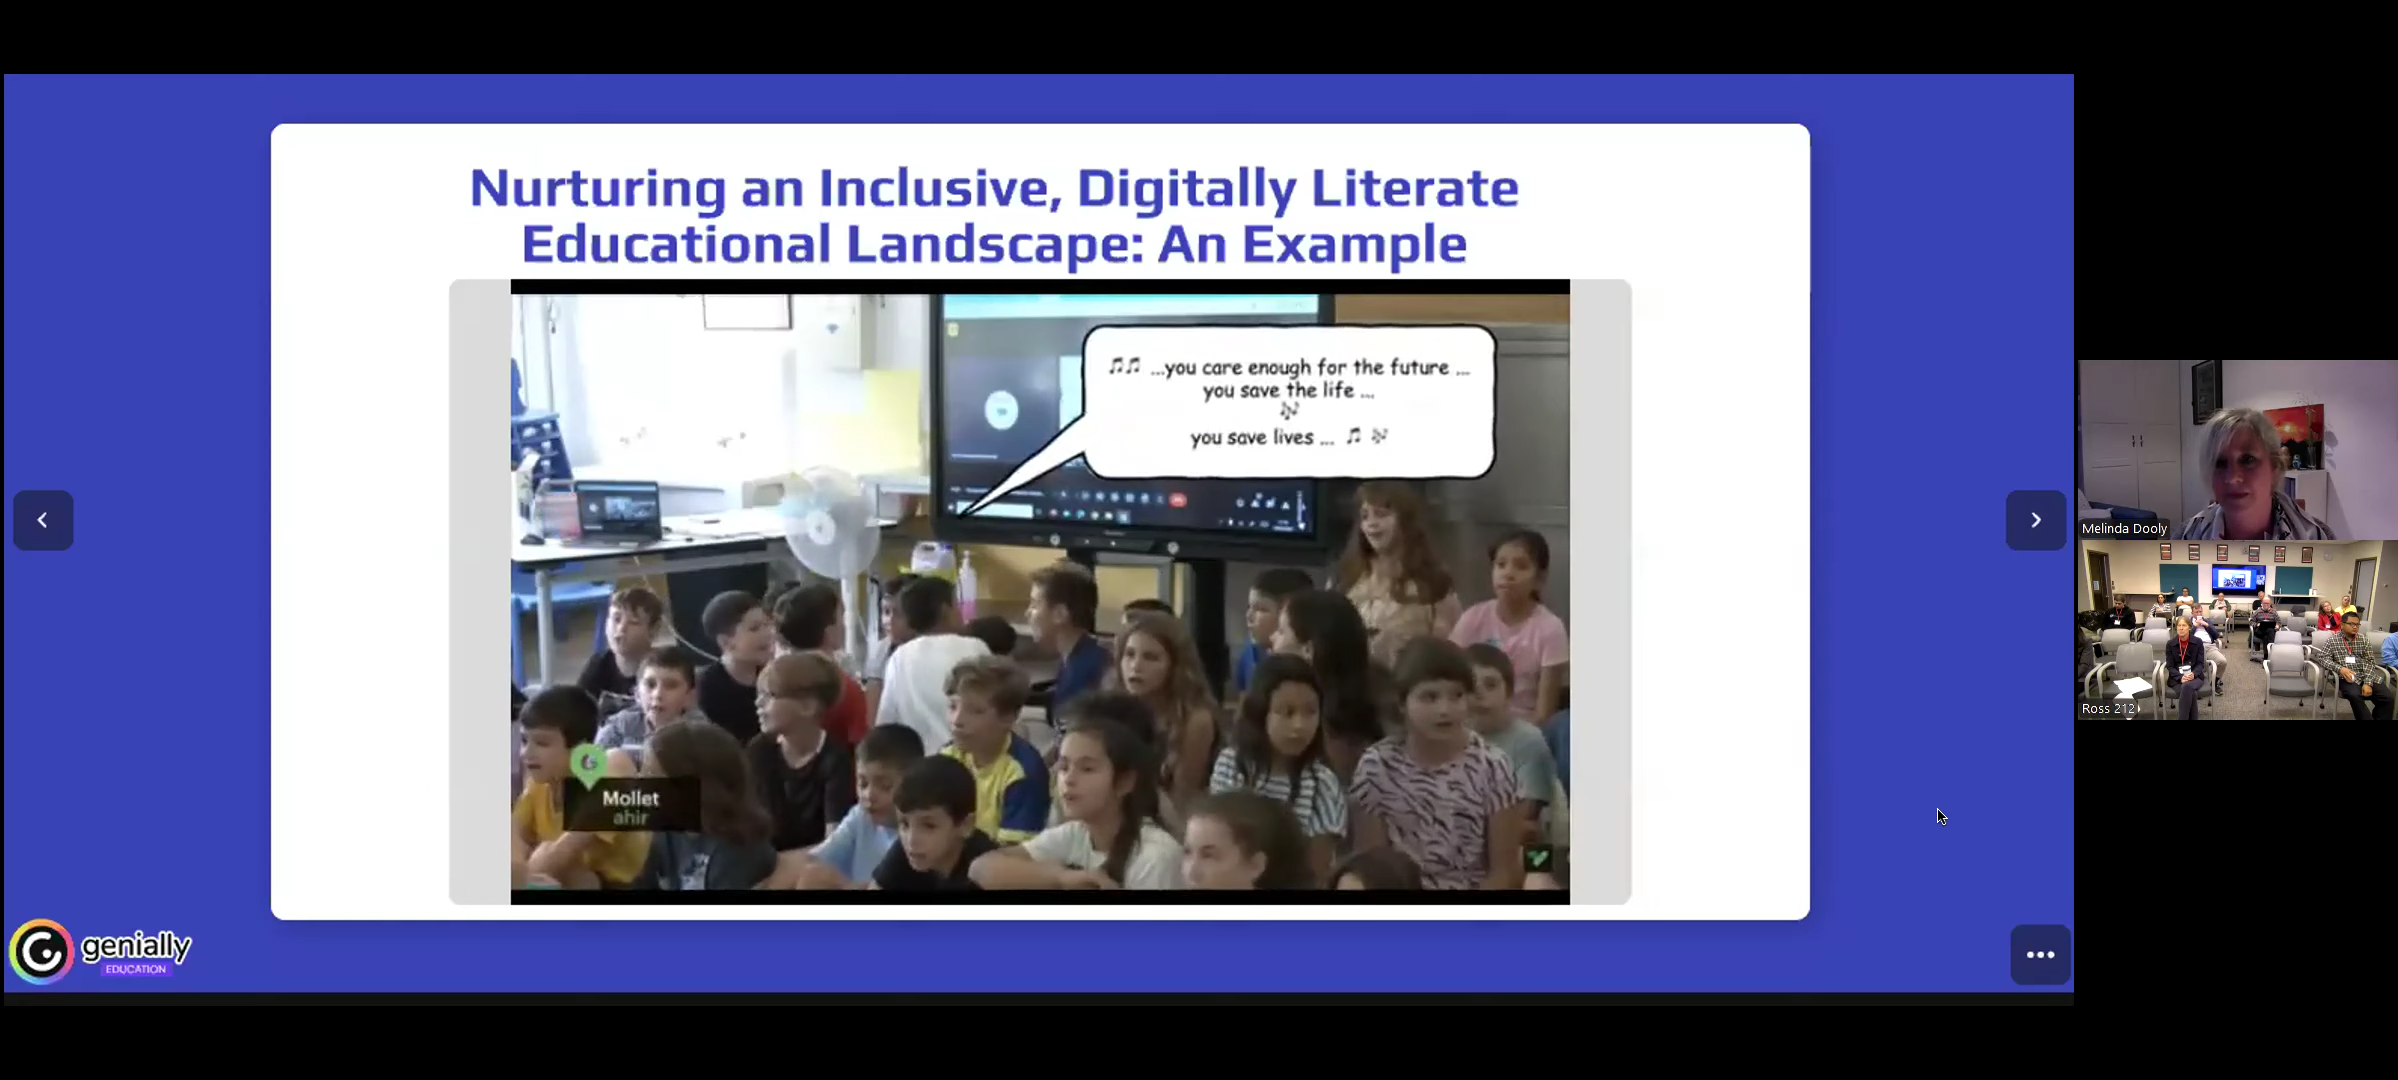 Nurturing an Inclusive, Digitally Literate
Educational Landscape: An Example
...you care enough for the future ...
you save the life ...
you save lives ...
Mollet
ahir
genially
EDUCATION
Melinda Dooly
Ross 212